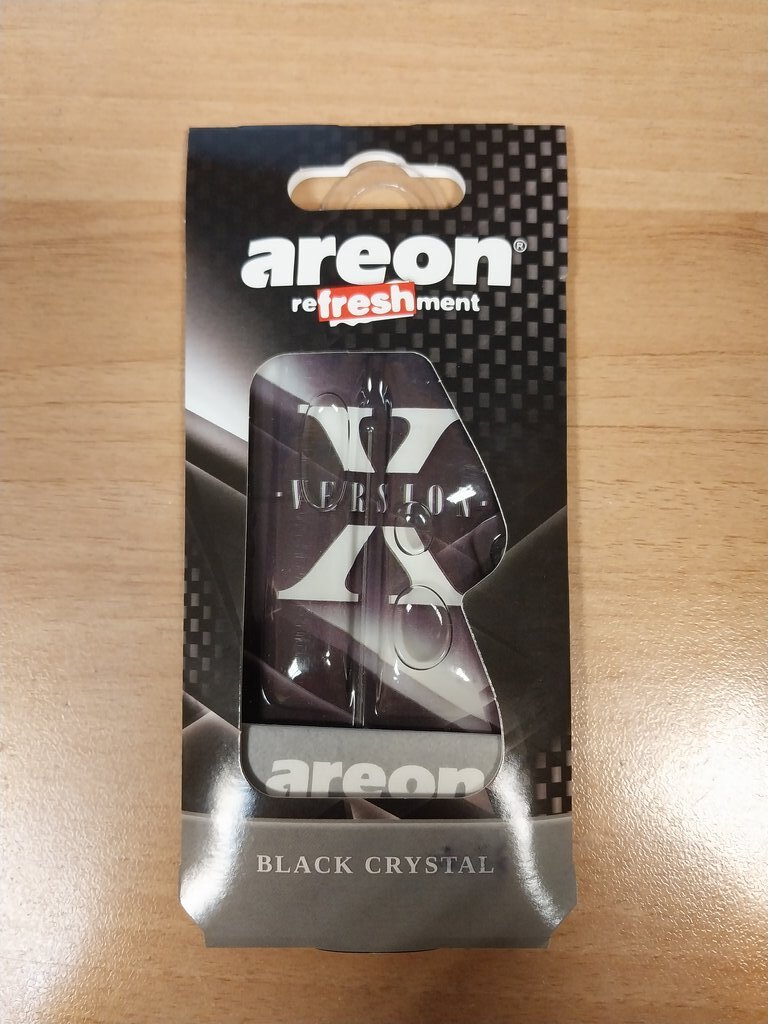 areon®
refreshment
X
-VERSION-
areon
BLACK CRYSTAL